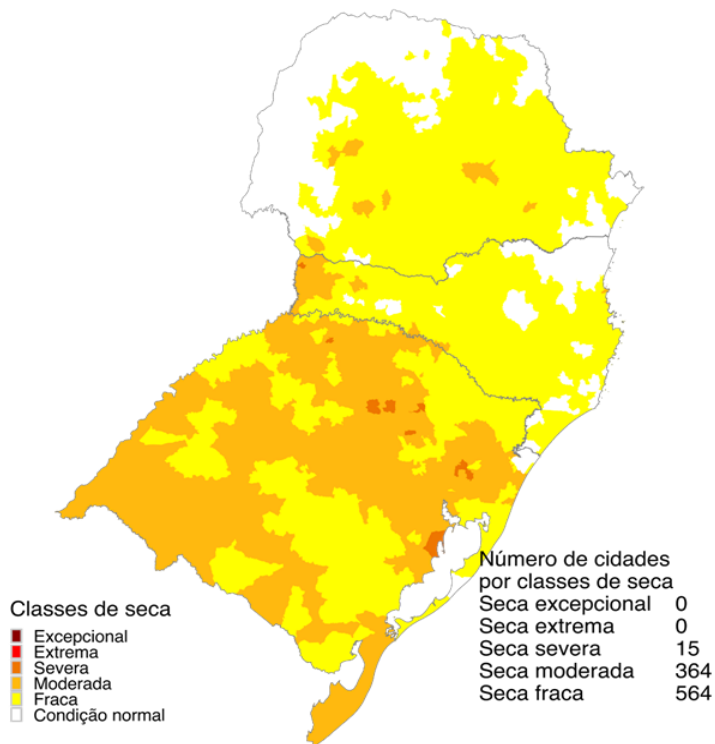 Classes de seca
Excepcional
Extrema
Severa
Moderada
Fraca
Condição normal
Número de cidades
por classes de seca
Seca excepcional 0
Seca extrema 0
Seca severa 15
Seca moderada 364
Seca fraca 564